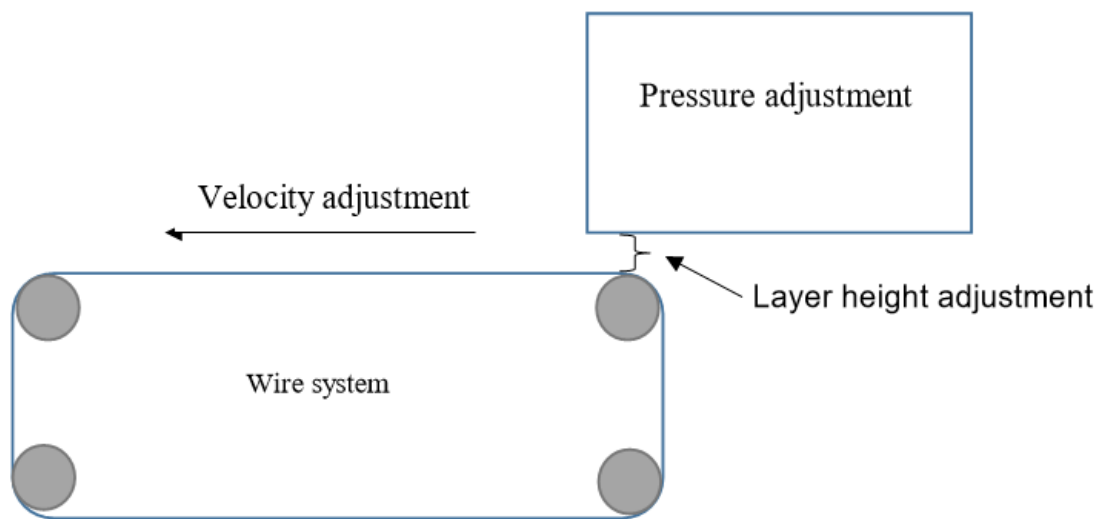 Pressure adjustment
Velocity adjustment
Layer height adjustment
Wire system